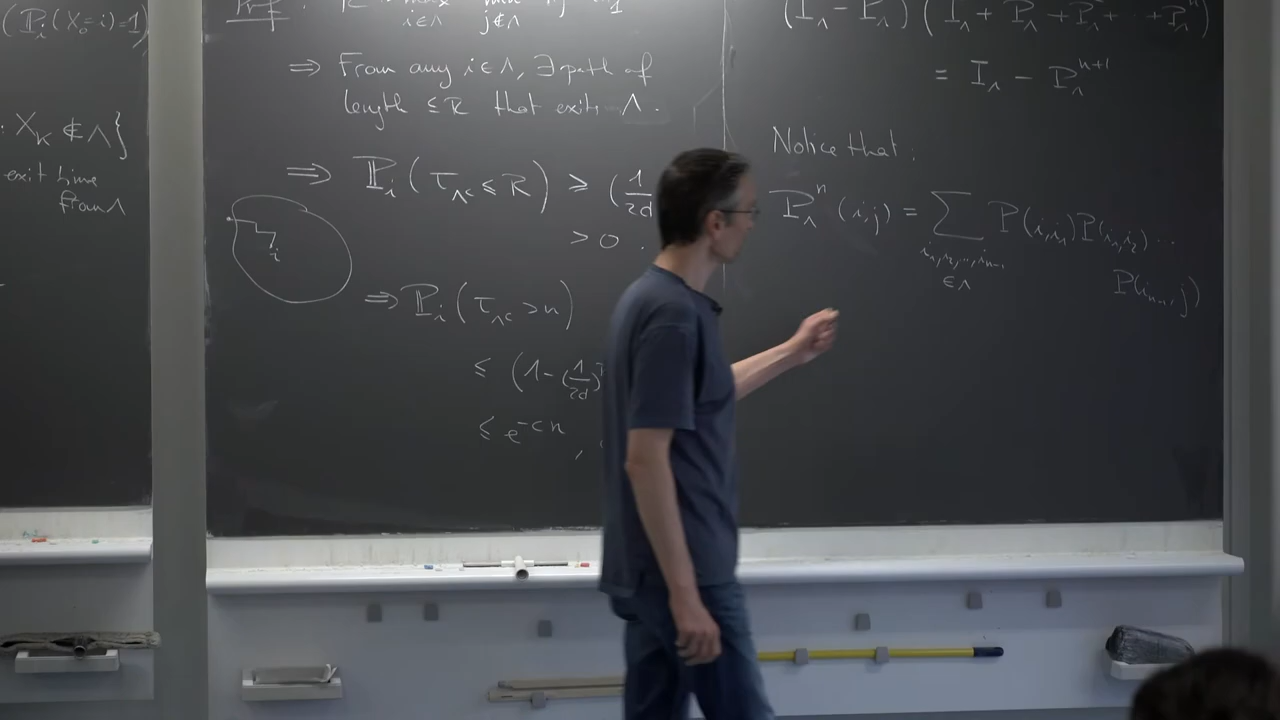 (ℙᵢ(X₀=i)=1)
X_K ∉ Λ}
exit time
from Λ
i∈Λ j∉Λ
⇒ From any i∈Λ, ∃ path of
length ≤ R that exits Λ.
⇒ ℙᵢ(τ_Λᶜ ≤ R) ≥ (1/2d
> 0.
i
⇒ ℙᵢ(τ_Λᶜ > n)
≤ (1-(1/2d)
≤ e^{-cn},
(I_Λ - P_Λ)(I_Λ + P_Λ + P_Λ² + ⋯ + P_Λⁿ)
= I_Λ - P_Λ^{n+1}
Notice that:
P_Λⁿ(i,j) = ∑_{i₁,i₂,…,i_{n-1} ∈Λ} P(i,i₁)P(i₁,i₂)⋯
P(i_{n-1},j)